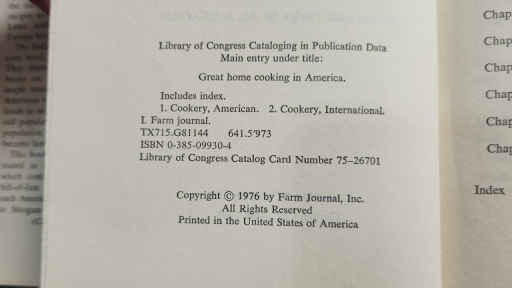 Library of Congress Cataloging in Publication Data
Main entry under title:
Great home cooking in America.
Includes index.
1. Cookery, American. 2. Cookery, International.
I. Farm journal.
TX715.G81144 641.5'973
ISBN 0-385-09930-4
Library of Congress Catalog Card Number 75–26701
Copyright © 1976 by Farm Journal, Inc.
All Rights Reserved
Printed in the United States of America
Chap
Chap
Chap
Chap
Chap
Chap
Index